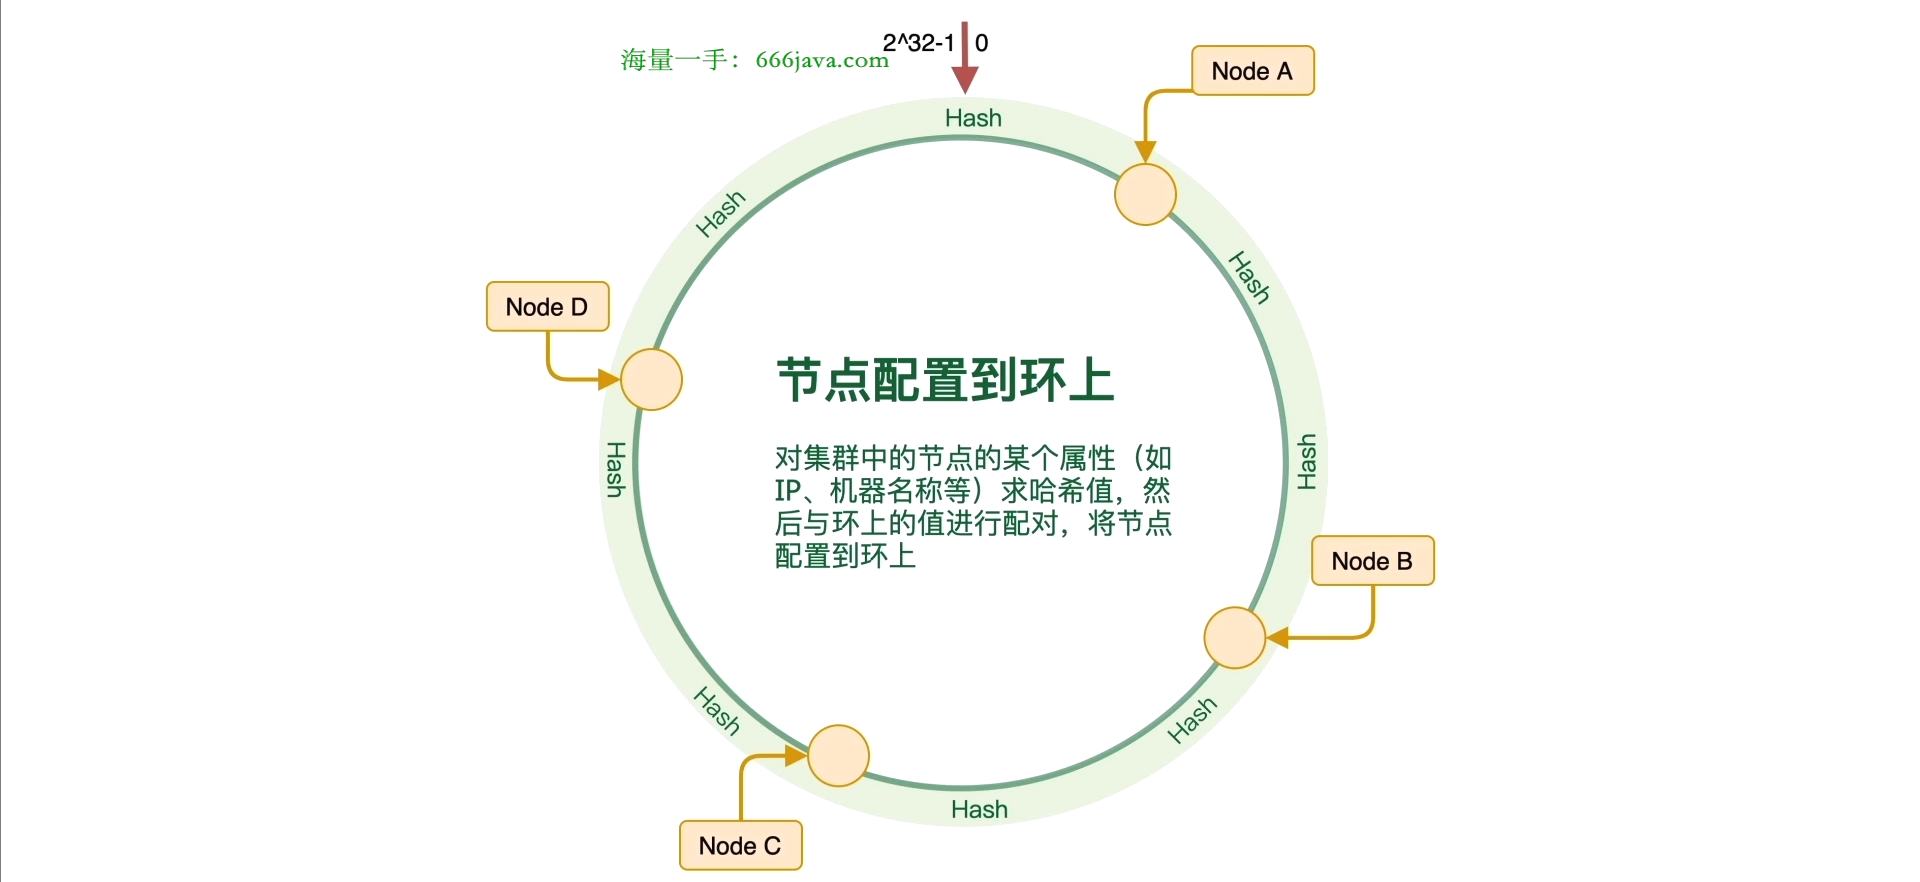 海量一手：666java.com
2^32-1
0
Node A
Hash
Hash
Hash
Node D
节点配置到环上
对集群中的节点的某个属性（如
IP、机器名称等）求哈希值，然
后与环上的值进行配对，将节点
配置到环上
Hash
Hash
Node B
Hash
Hash
Hash
Node C